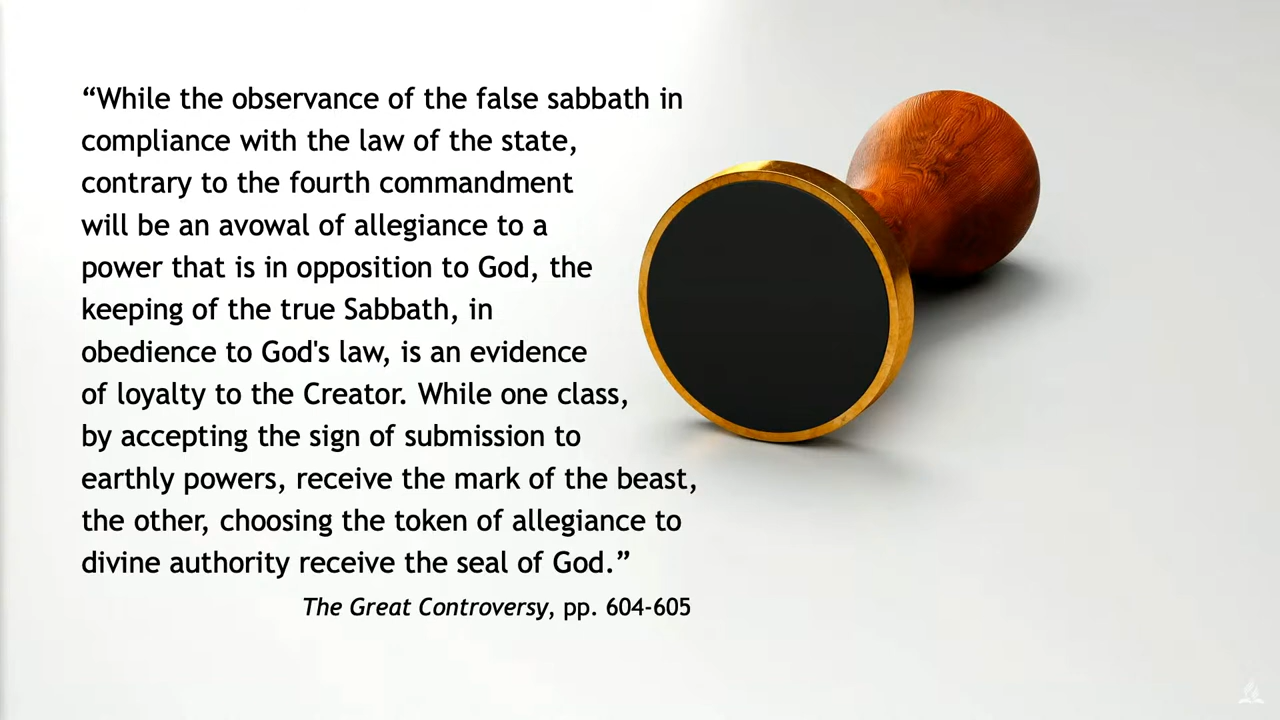 “While the observance of the false sabbath in
compliance with the law of the state,
contrary to the fourth commandment
will be an avowal of allegiance to a
power that is in opposition to God, the
keeping of the true Sabbath, in
obedience to God's law, is an evidence
of loyalty to the Creator. While one class,
by accepting the sign of submission to
earthly powers, receive the mark of the beast,
the other, choosing the token of allegiance to
divine authority receive the seal of God.”
The Great Controversy, pp. 604-605